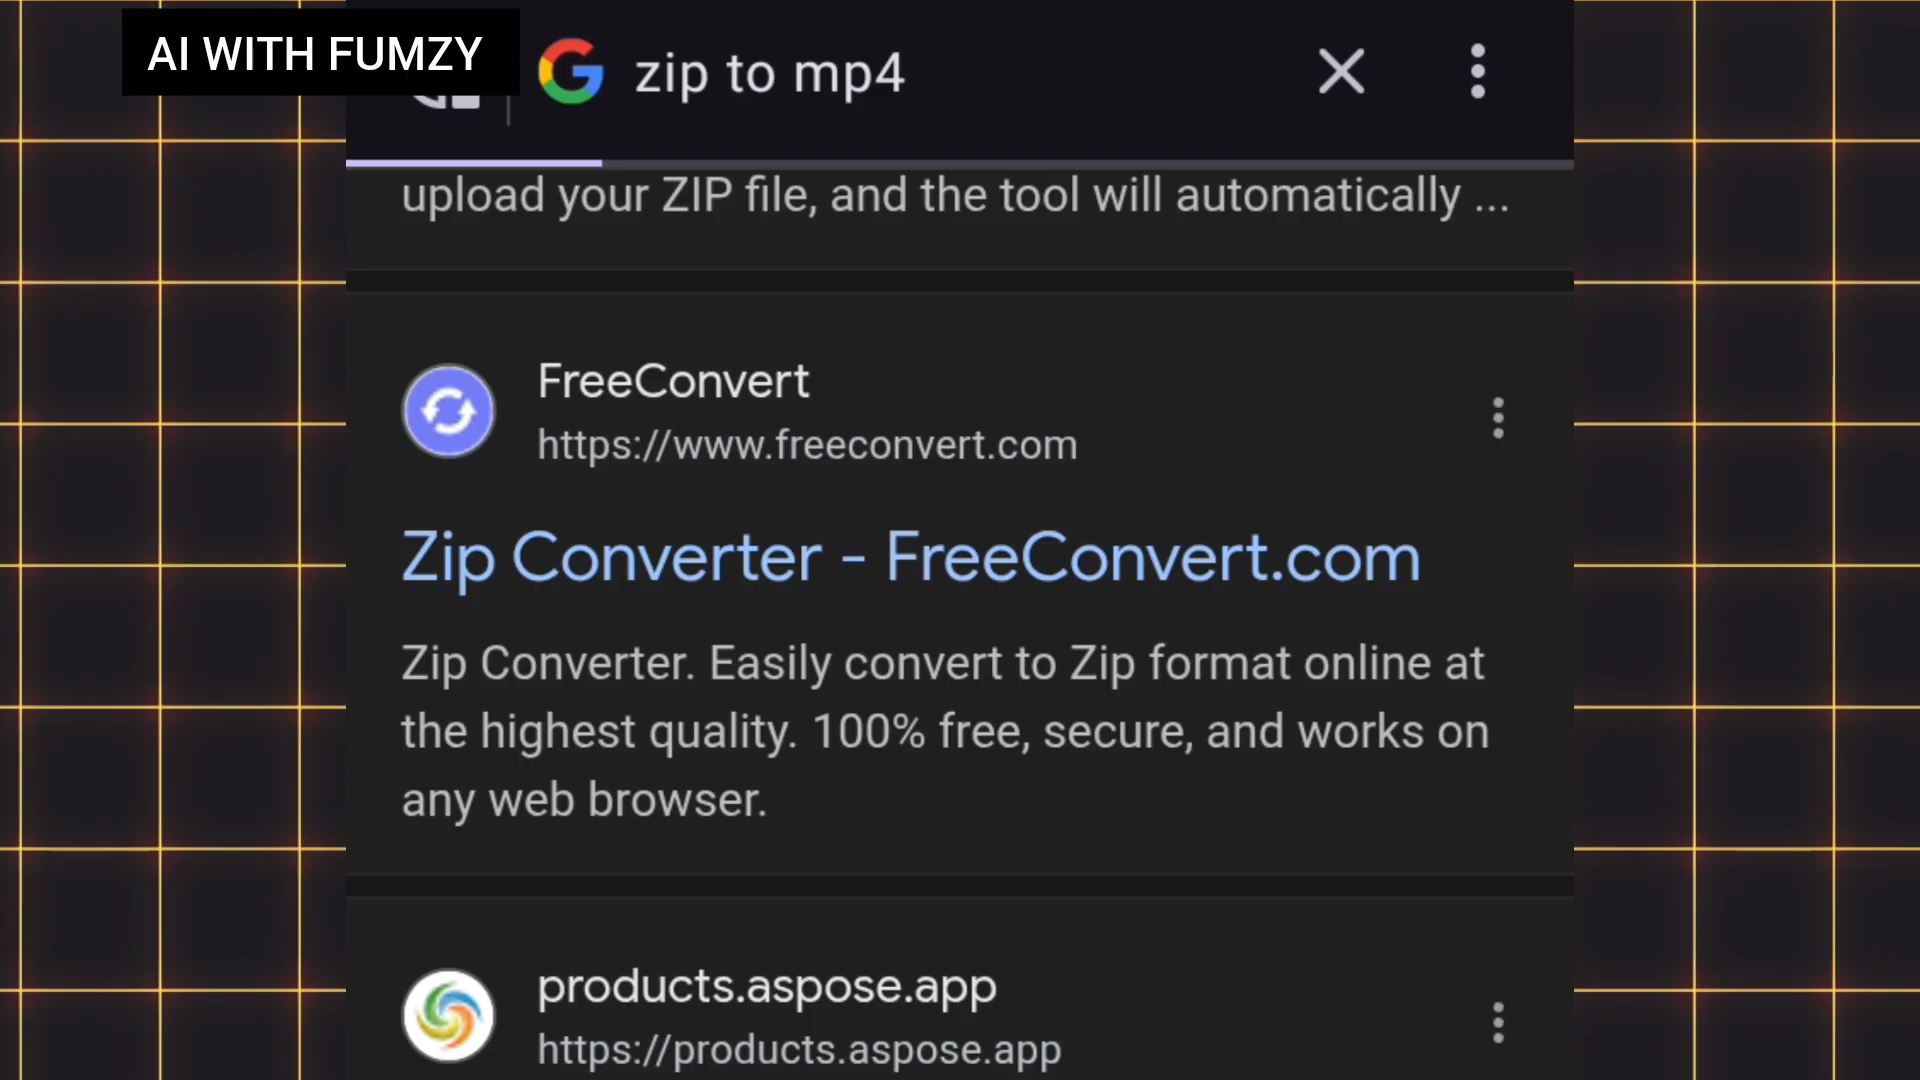 AI WITH FUMZY
zip to mp4
upload your ZIP file, and the tool will automatically ...
FreeConvert
https://www.freeconvert.com
Zip Converter - FreeConvert.com
Zip Converter. Easily convert to Zip format online at
the highest quality. 100% free, secure, and works on
any web browser.
products.aspose.app
https://products.aspose.app